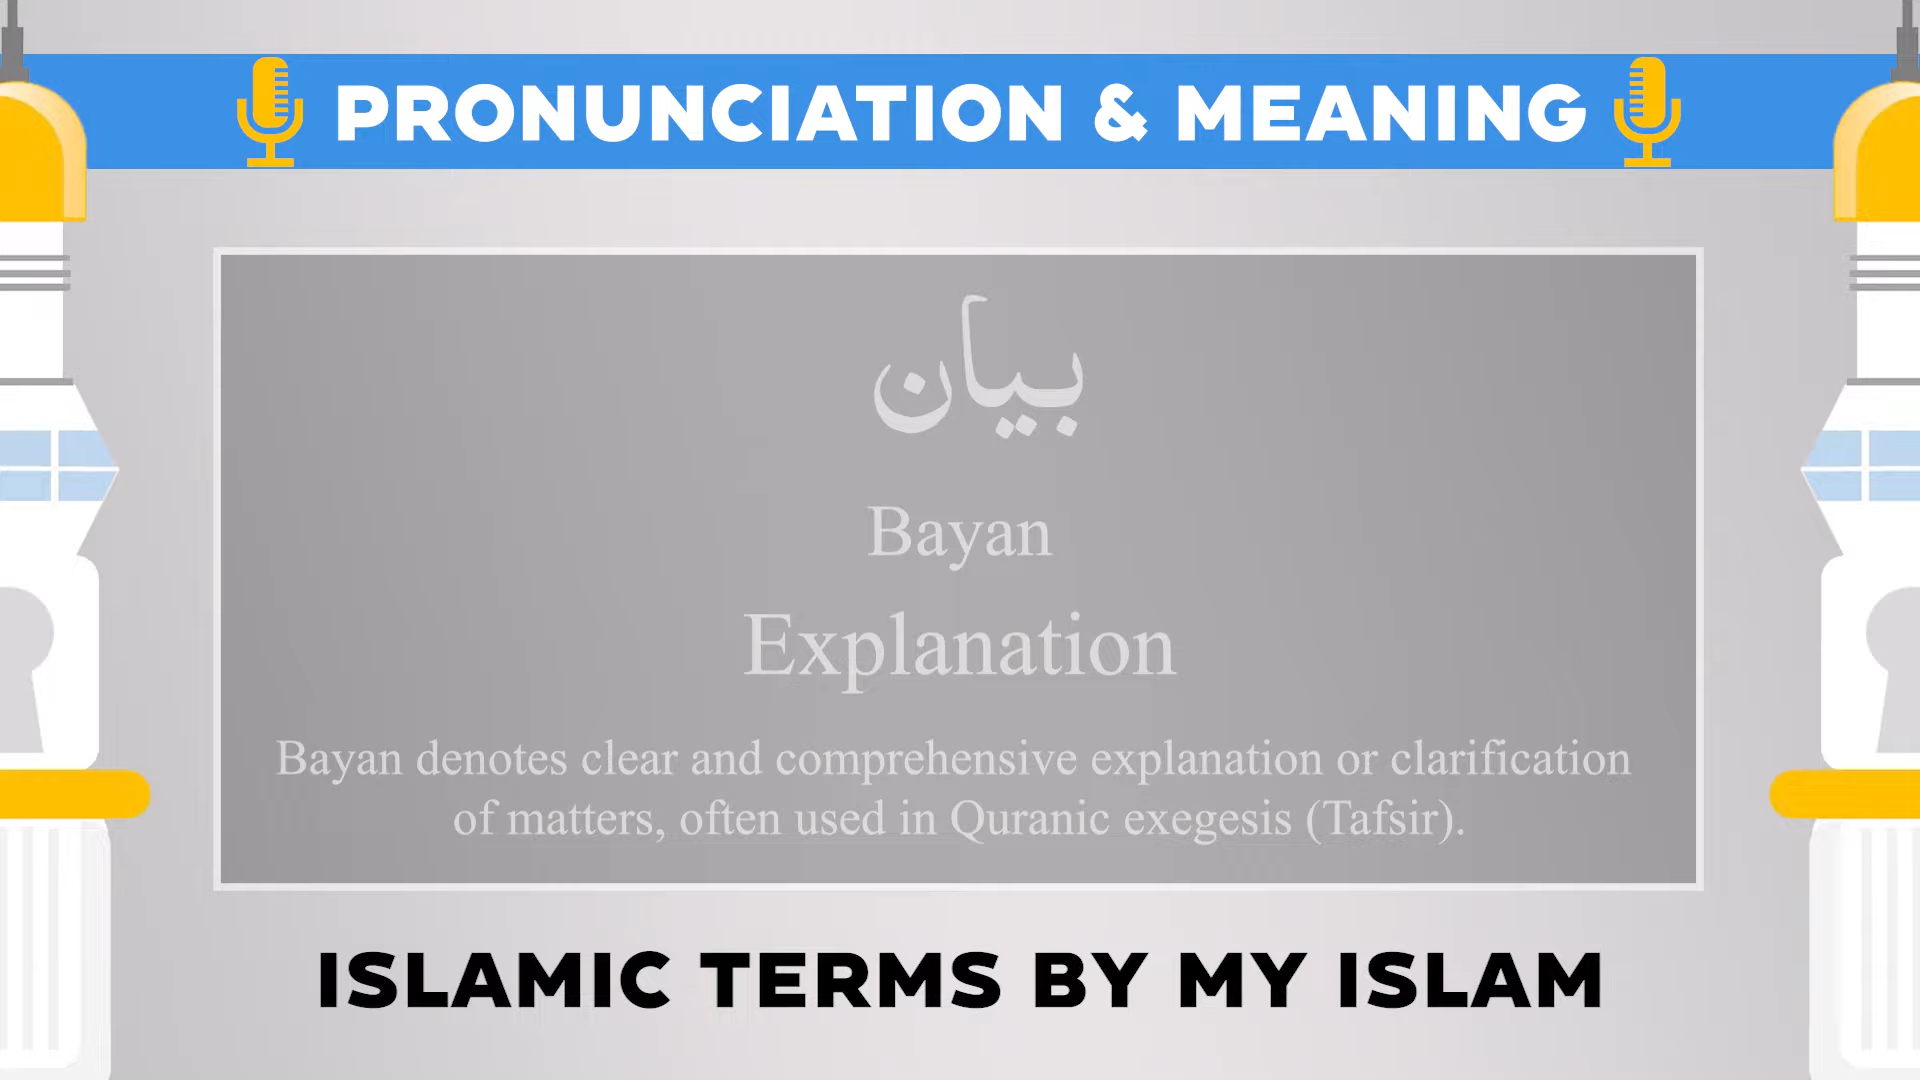 PRONUNCIATION & MEANING
بيان
Bayan
Explanation
Bayan denotes clear and comprehensive explanation or clarification
of matters, often used in Quranic exegesis (Tafsir).
ISLAMIC TERMS BY MY ISLAM